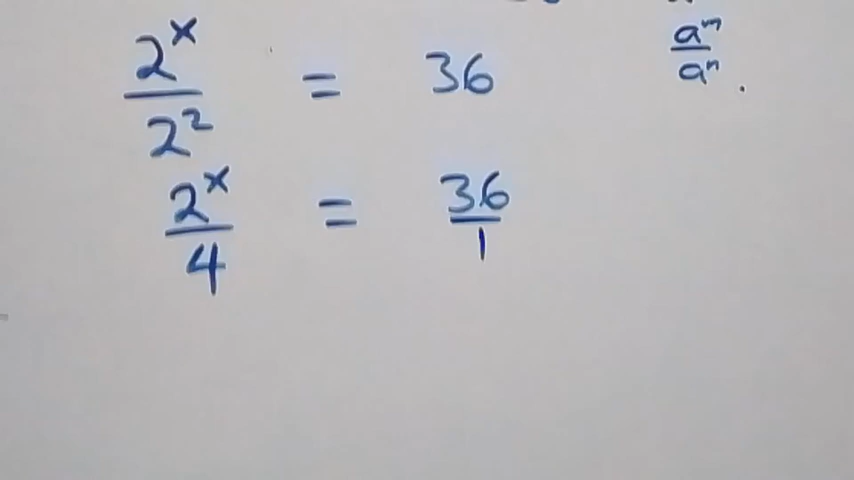 2^x/2^2 = 36
a^m/a^n.
2^x/4 = 36/1